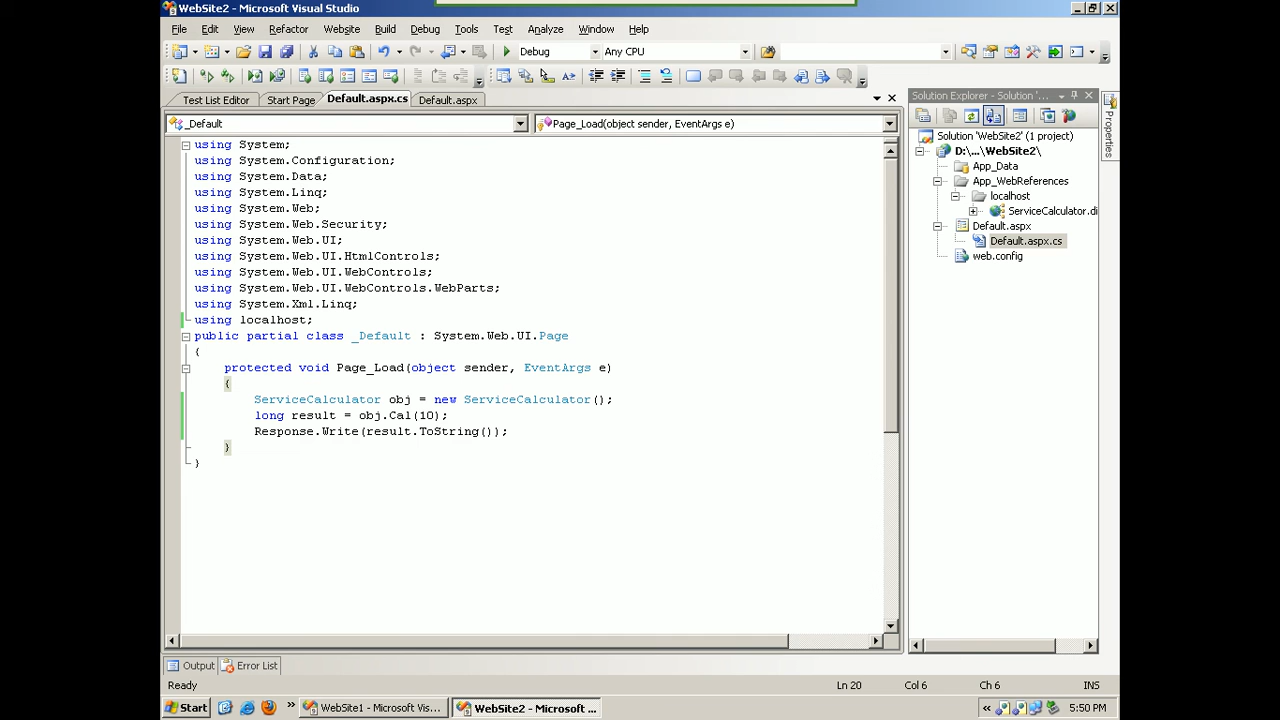 WebSite2 - Microsoft Visual Studio
File Edit View Refactor Website Build Debug Tools Test Analyze Window Help
Debug Any CPU
Test List Editor Start Page Default.aspx.cs Default.aspx
Solution Explorer - Solution '...
_Default Page_Load(object sender, EventArgs e)
Properties
Solution 'WebSite2' (1 project)
D:\...\WebSite2\
App_Data
App_WebReferences
localhost
ServiceCalculator.di
Default.aspx
Default.aspx.cs
web.config
using System;
using System.Configuration;
using System.Data;
using System.Linq;
using System.Web;
using System.Web.Security;
using System.Web.UI;
using System.Web.UI.HtmlControls;
using System.Web.UI.WebControls;
using System.Web.UI.WebControls.WebParts;
using System.Xml.Linq;
using localhost;
public partial class _Default : System.Web.UI.Page
{
protected void Page_Load(object sender, EventArgs e)
{
ServiceCalculator obj = new ServiceCalculator();
long result = obj.Cal(10);
Response.Write(result.ToString());
}
}
Output Error List
Ready Ln 20 Col 6 Ch 6 INS
Start WebSite1 - Microsoft Vis... WebSite2 - Microsoft ... 5:50 PM